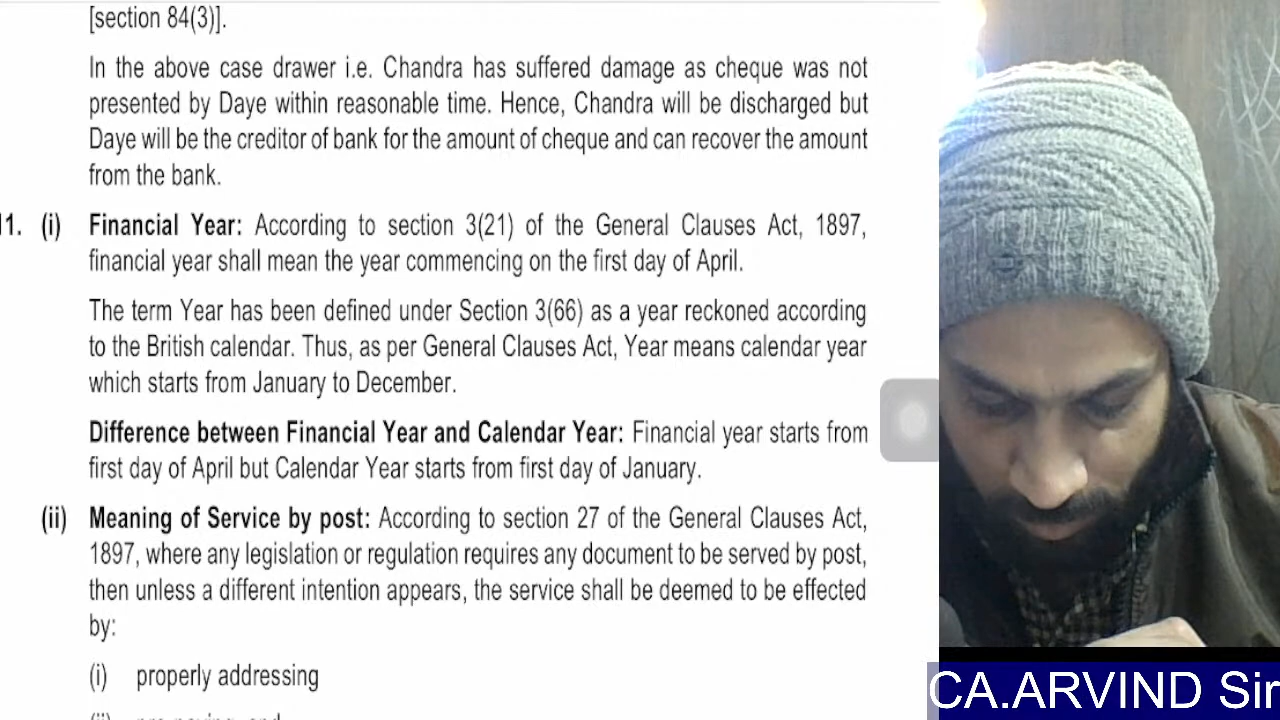 [section 84(3)].
In the above case drawer i.e. Chandra has suffered damage as cheque was not
presented by Daye within reasonable time. Hence, Chandra will be discharged but
Daye will be the creditor of bank for the amount of cheque and can recover the amount
from the bank.
11. (i) Financial Year: According to section 3(21) of the General Clauses Act, 1897,
financial year shall mean the year commencing on the first day of April.
The term Year has been defined under Section 3(66) as a year reckoned according
to the British calendar. Thus, as per General Clauses Act, Year means calendar year
which starts from January to December.
Difference between Financial Year and Calendar Year: Financial year starts from
first day of April but Calendar Year starts from first day of January.
(ii) Meaning of Service by post: According to section 27 of the General Clauses Act,
1897, where any legislation or regulation requires any document to be served by post,
then unless a different intention appears, the service shall be deemed to be effected
by:
(i) properly addressing
CA.ARVIND Sir